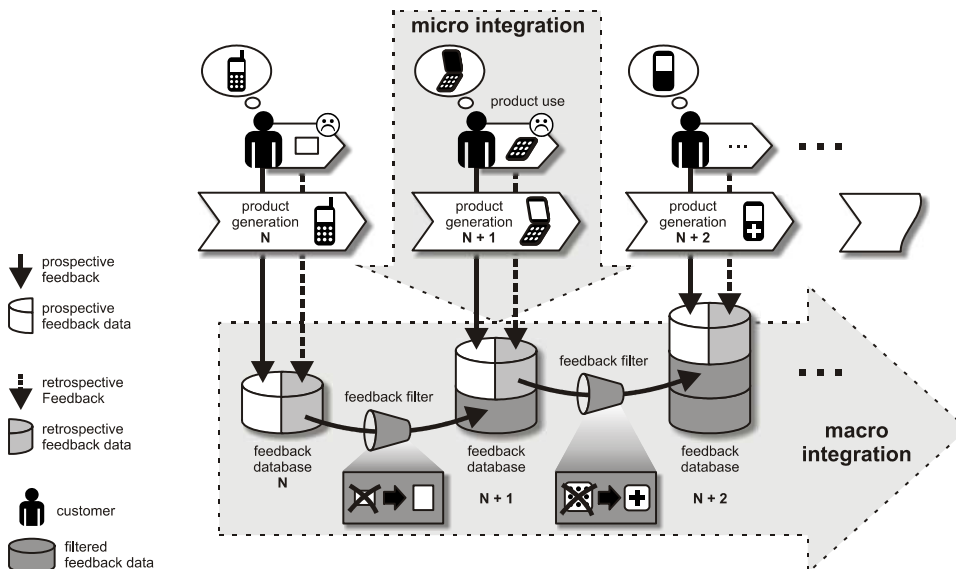 micro integration
product use
product
generation
N
product
generation
N + 1
product
generation
N + 2
prospective
feedback
prospective
feedback data
retrospective
Feedback
retrospective
feedback data
customer
filtered
feedback data
feedback filter
feedback filter
feedback
database
N
feedback
database
N + 1
feedback
database
N + 2
macro
integration